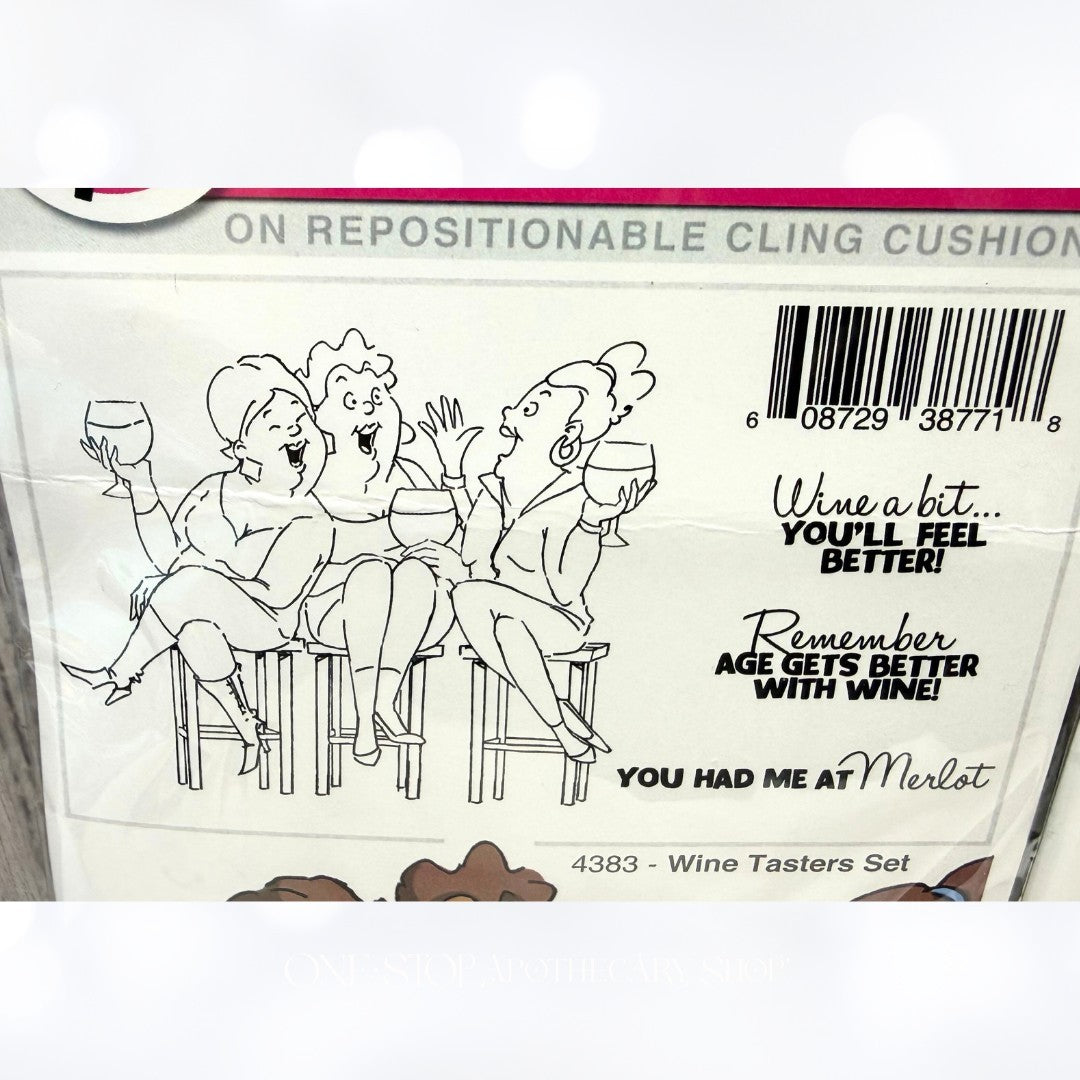 ON REPOSITIONABLE CLING CUSHION
6 08729 38771 8
Wine a bit...
YOU'LL FEEL
BETTER!
Remember
AGE GETS BETTER
WITH WINE!
YOU HAD ME AT Merlot
4383 - Wine Tasters Set
ONE STOP APOTHECARY SHOP